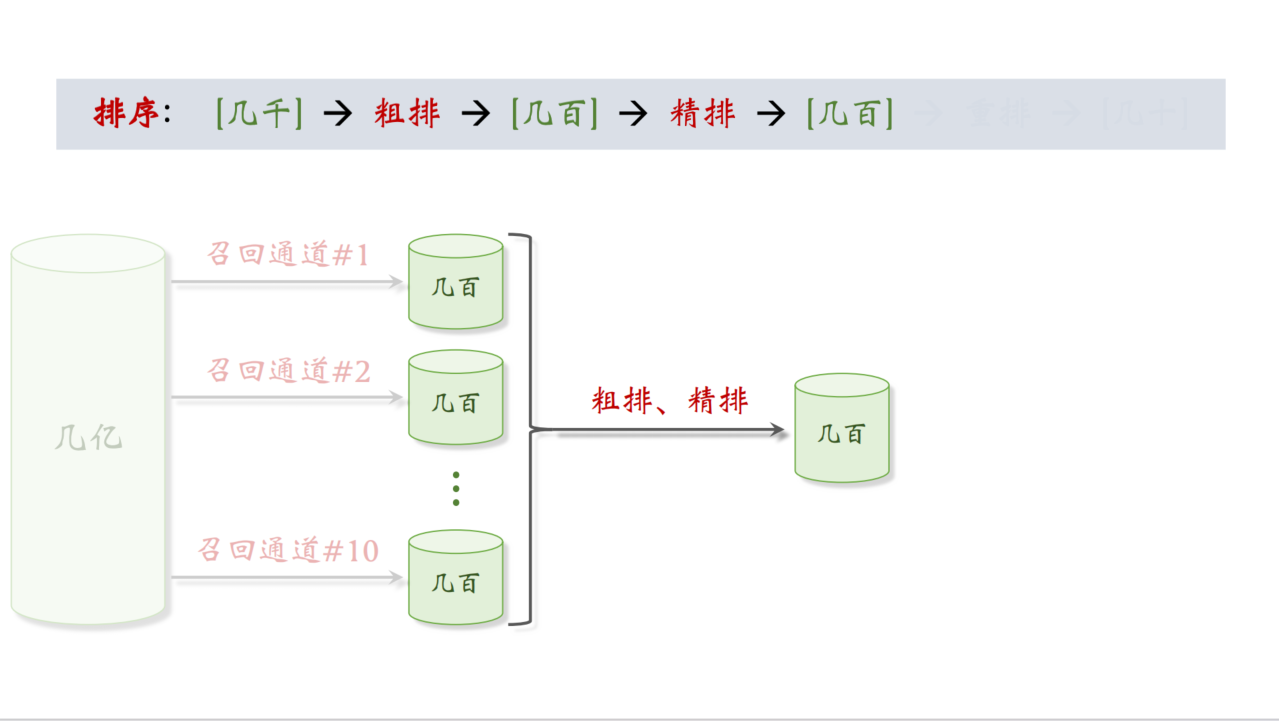 排序: [几千] → 粗排 → [几百] → 精排 → [几百] → 重排 → [几十]
召回通道#1
几百
召回通道#2
几百
粗排、精排
几百
几亿
召回通道#10
几百